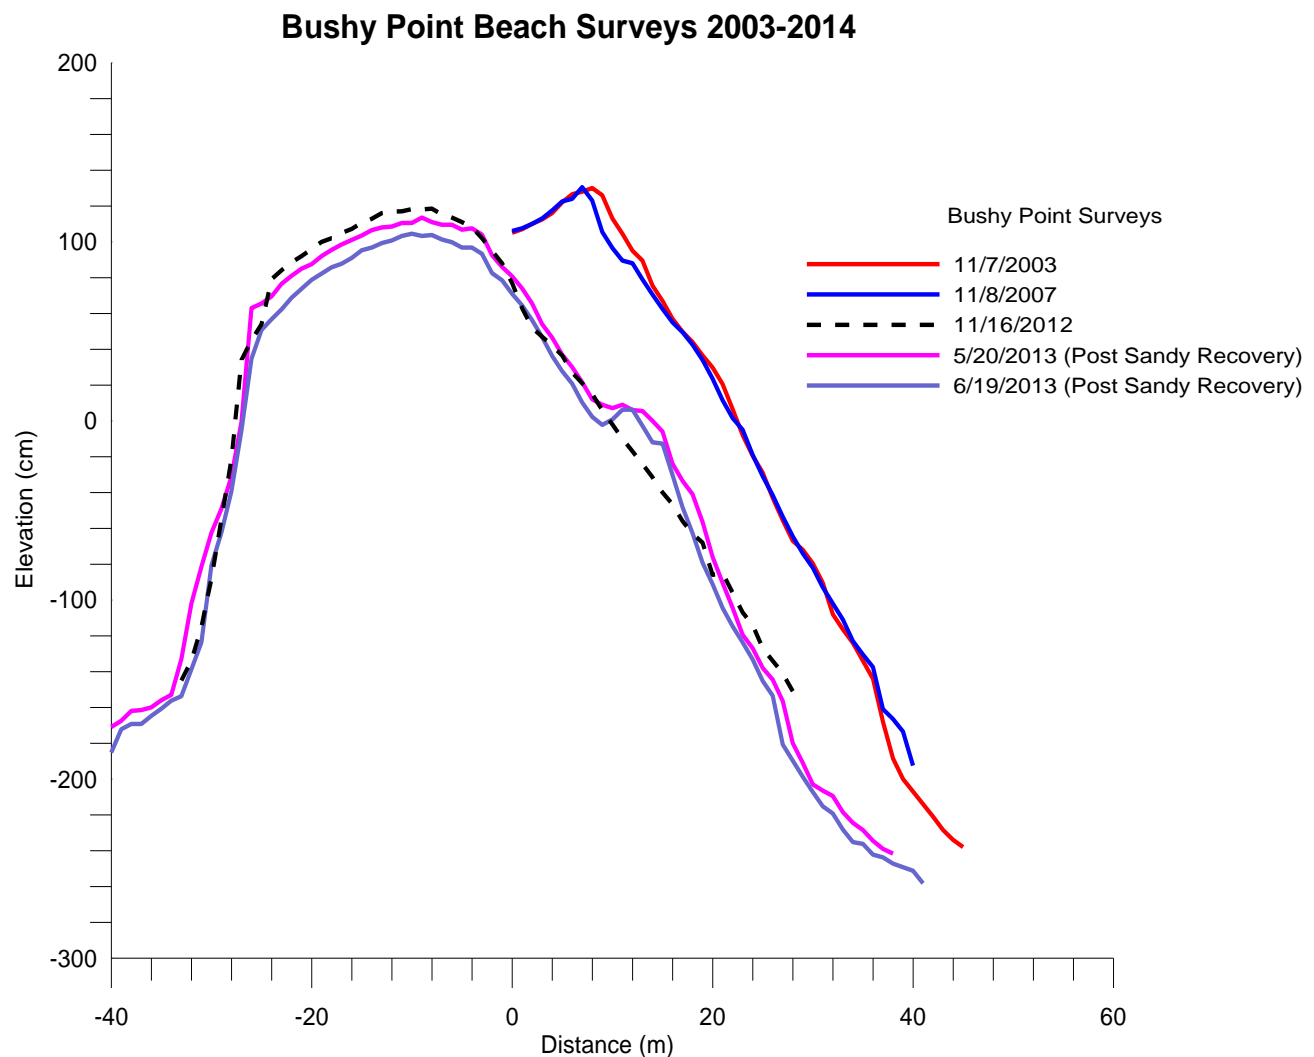 Bushy Point Beach Surveys 2003-2014
200
100
0
-100
-200
-300
Elevation (cm)
-40
-20
0
20
40
60
Distance (m)
Bushy Point Surveys
11/7/2003
11/8/2007
11/16/2012
5/20/2013 (Post Sandy Recovery)
6/19/2013 (Post Sandy Recovery)